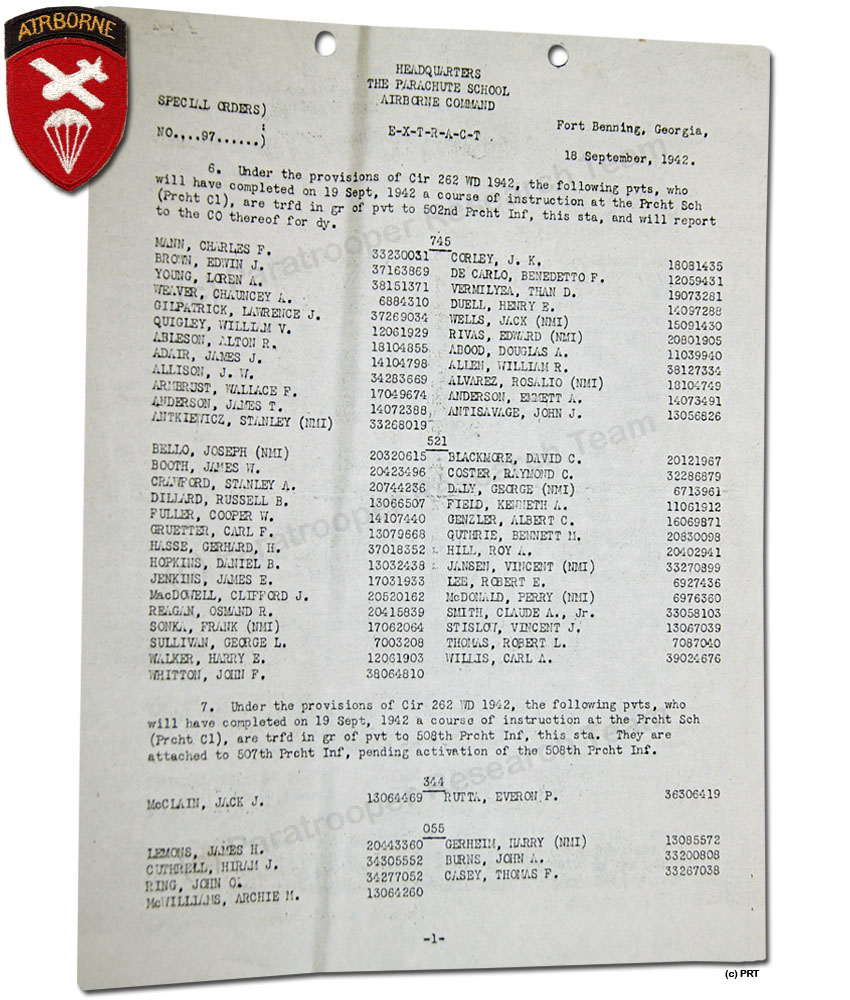 AIRBORNE
HEADQUARTERS
THE PARACHUTE SCHOOL
AIRBORNE COMMAND
SPECIAL ORDERS)
:
NO....97......)
E-X-T-R-A-C-T
Fort Benning, Georgia,
18 September, 1942.
6. Under the provisions of Cir 262 WD 1942, the following pvts, who
will have completed on 19 Sept, 1942 a course of instruction at the Prcht Sch
(Prcht Cl), are trfd in gr of pvt to 502nd Prcht Inf, this sta, and will report
to the CO thereof for dy.
745
MANN, CHARLES F. 33230031 CORLEY, J. K. 18081435
BROWN, EDWIN J. 37163869 DE CARLO, BENEDETTO F. 12059431
YOUNG, LOREN A. 38151371 VERMILYEA, THAN D. 19073281
WEAVER, CHAUNCEY A. 6884310 DUELL, HENRY E. 14097288
GILPATRICK, LAWRENCE J. 37269034 WELLS, JACK (NMI) 15091430
QUIGLEY, WILLIAM V. 12061929 RIVAS, EDWARD (NMI) 20801905
ABLESON, ALTON R. 18104855 ABOOD, DOUGLAS A. 11039940
ADAIR, JAMES J. 14104798 ALLEN, WILLIAM R. 38127334
ALLISON, J. W. 34283669 ALVAREZ, ROSALIO (NMI) 18104749
ARMBRUST, WALLACE F. 17049674 ANDERSON, EMMETT A. 14073491
ANDERSON, JAMES T. 14072388 ANTISAVAGE, JOHN J. 13056826
ANTKIEWICZ, STANLEY (NMI) 33268019
521
BELLO, JOSEPH (NMI) 20320615 BLACKMORE, DAVID C. 20121967
BOOTH, JAMES W. 20423496 COSTER, RAYMOND C. 32286879
CRAWFORD, STANLEY A. 20744236 DALY, GEORGE (NMI) 6713961
DILLARD, RUSSELL B. 13066507 FIELD, KENNETH A. 11061912
FULLER, COOPER W. 14107440 GENZLER, ALBERT C. 16069871
GRUETTER, CARL F. 13079668 GUTHRIE, BENNETT M. 20830098
HASSE, GERHARD, H. 37018352 HILL, ROY A. 20402941
HOPKINS, DANIEL B. 13032438 JANSEN, VINCENT (NMI) 33270899
JENKINS, JAMES E. 17031933 LEE, ROBERT E. 6927436
MacDOWELL, CLIFFORD J. 20520162 McDONALD, PERRY (NMI) 6976360
REAGAN, OSMAND R. 20415839 SMITH, CLAUDE A., Jr. 33058103
SONKA, FRANK (NMI) 17062064 STISLOW, VINCENT J. 13067039
SULLIVAN, GEORGE L. 7003208 THOMAS, ROBERT L. 7087040
WALKER, HARRY E. 12061903 WILLIS, CARL A. 39024676
WHITTON, JOHN F. 38064810
7. Under the provisions of Cir 262 WD 1942, the following pvts, who
will have completed on 19 Sept, 1942 a course of instruction at the Prcht Sch
(Prcht Cl), are trfd in gr of pvt to 508th Prcht Inf, this sta. They are
attached to 507th Prcht Inf, pending activation of the 508th Prcht Inf.
344
McCLAIN, JACK J. 13064469 RUTTA, EVERON P. 36306419
055
LEMONS, JAMES H. 20443360 GERHEIM, HARRY (NMI) 13085572
CUTHRELL, HIRAM J. 34305552 BURNS, JOHN A. 33200808
RING, JOHN O. 34277052 CASEY, THOMAS F. 33267038
McWILLIAMS, ARCHIE M. 13064260
-1-
(c) PRT
Paratrooper Research Team
Paratrooper Research Team
Paratrooper Research Team